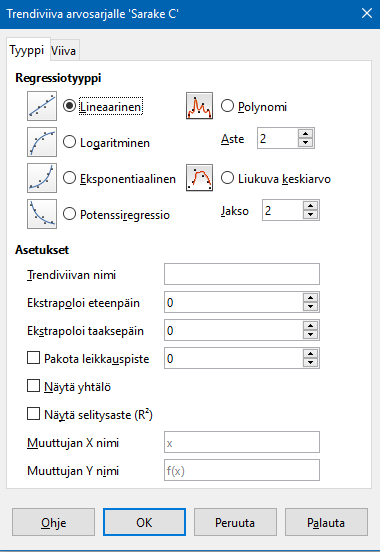 Trendiviiva arvosarjalle 'Sarake C'
Tyyppi Viiva
Regressiotyyppi
Lineaarinen Polynomi
Logaritminen Aste 2
Eksponentiaalinen Liukuva keskiarvo
Potenssiregressio Jakso 2
Asetukset
Trendiviivan nimi
Ekstrapoloi eteenpäin 0
Ekstrapoloi taaksepäin 0
Pakota leikkauspiste 0
Näytä yhtälö
Näytä selitysaste (R²)
Muuttujan X nimi x
Muuttujan Y nimi f(x)
Ohje OK Peruuta Palauta